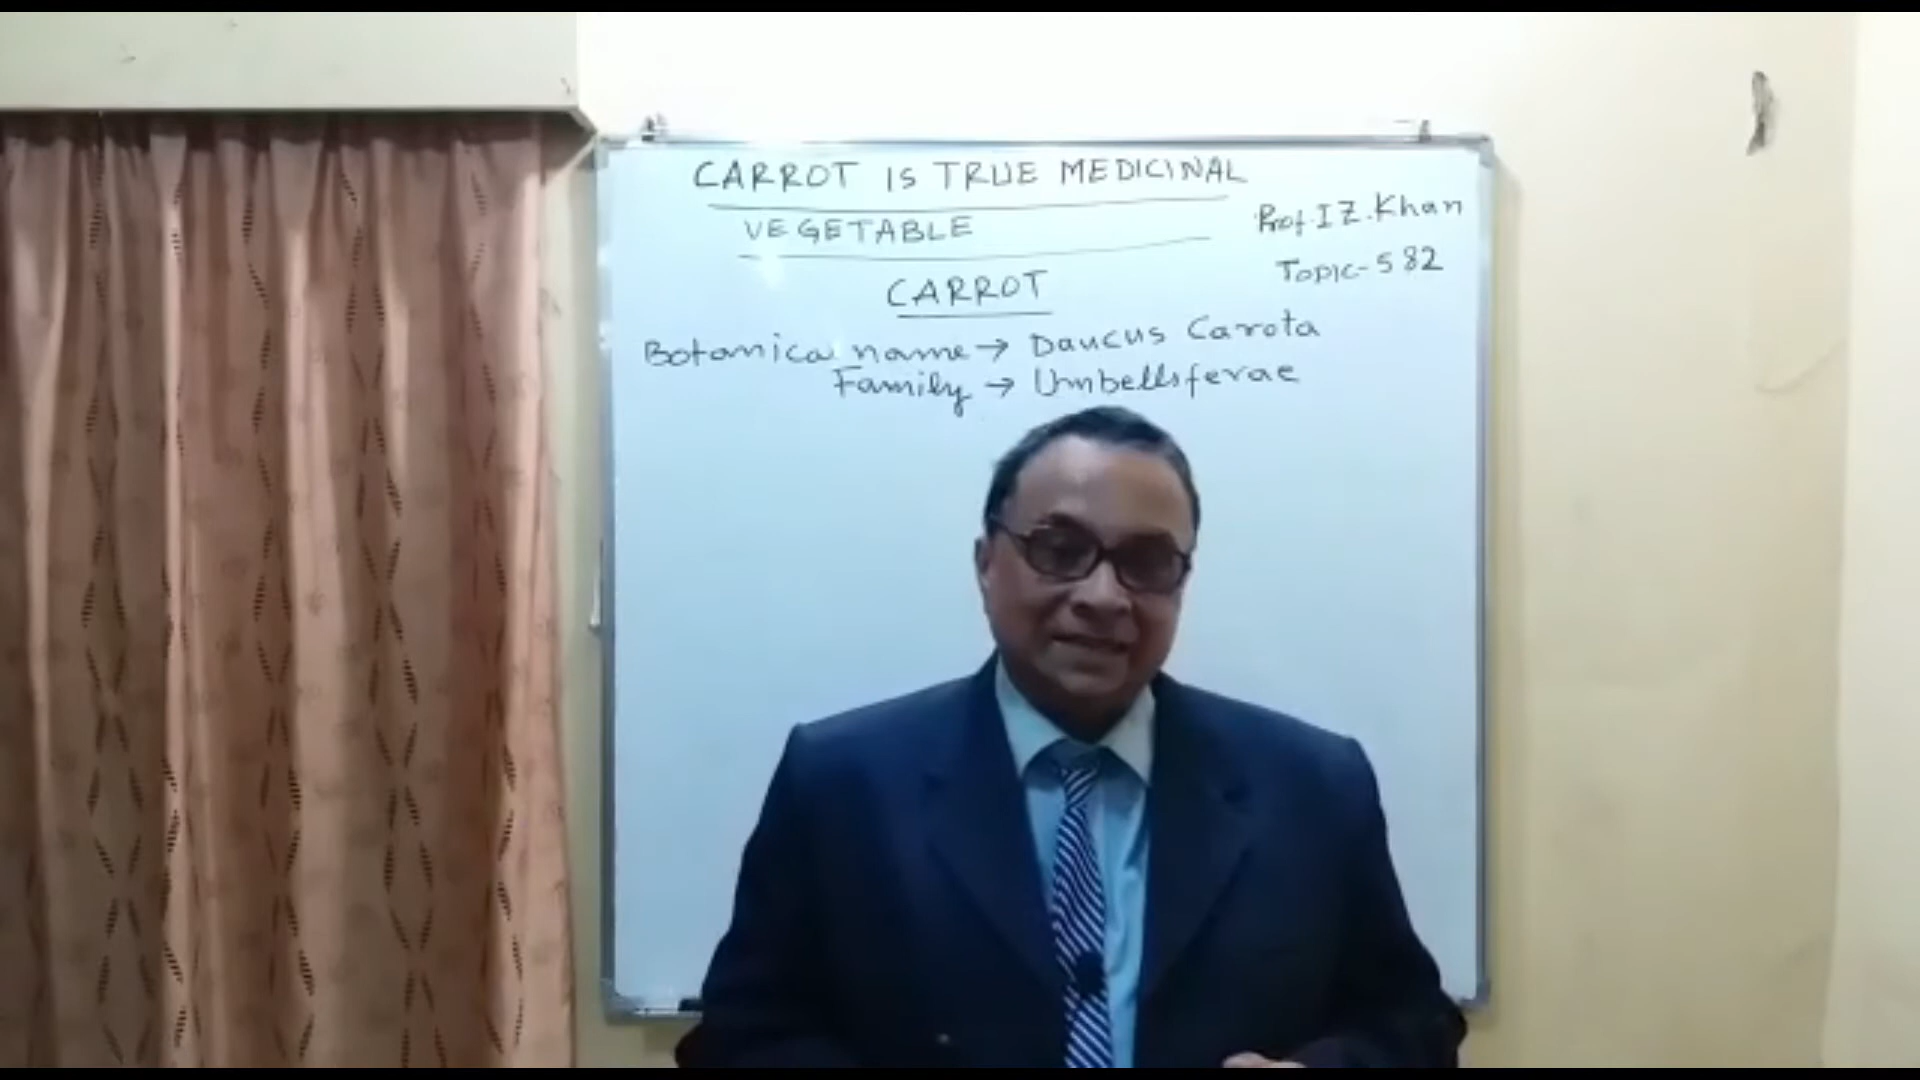 CARROT IS TRUE MEDICINAL
VEGETABLE
Prof. I Z. Khan
Topic-582
CARROT
Botanica name → Daucus Carota
Family → Umbellsferae